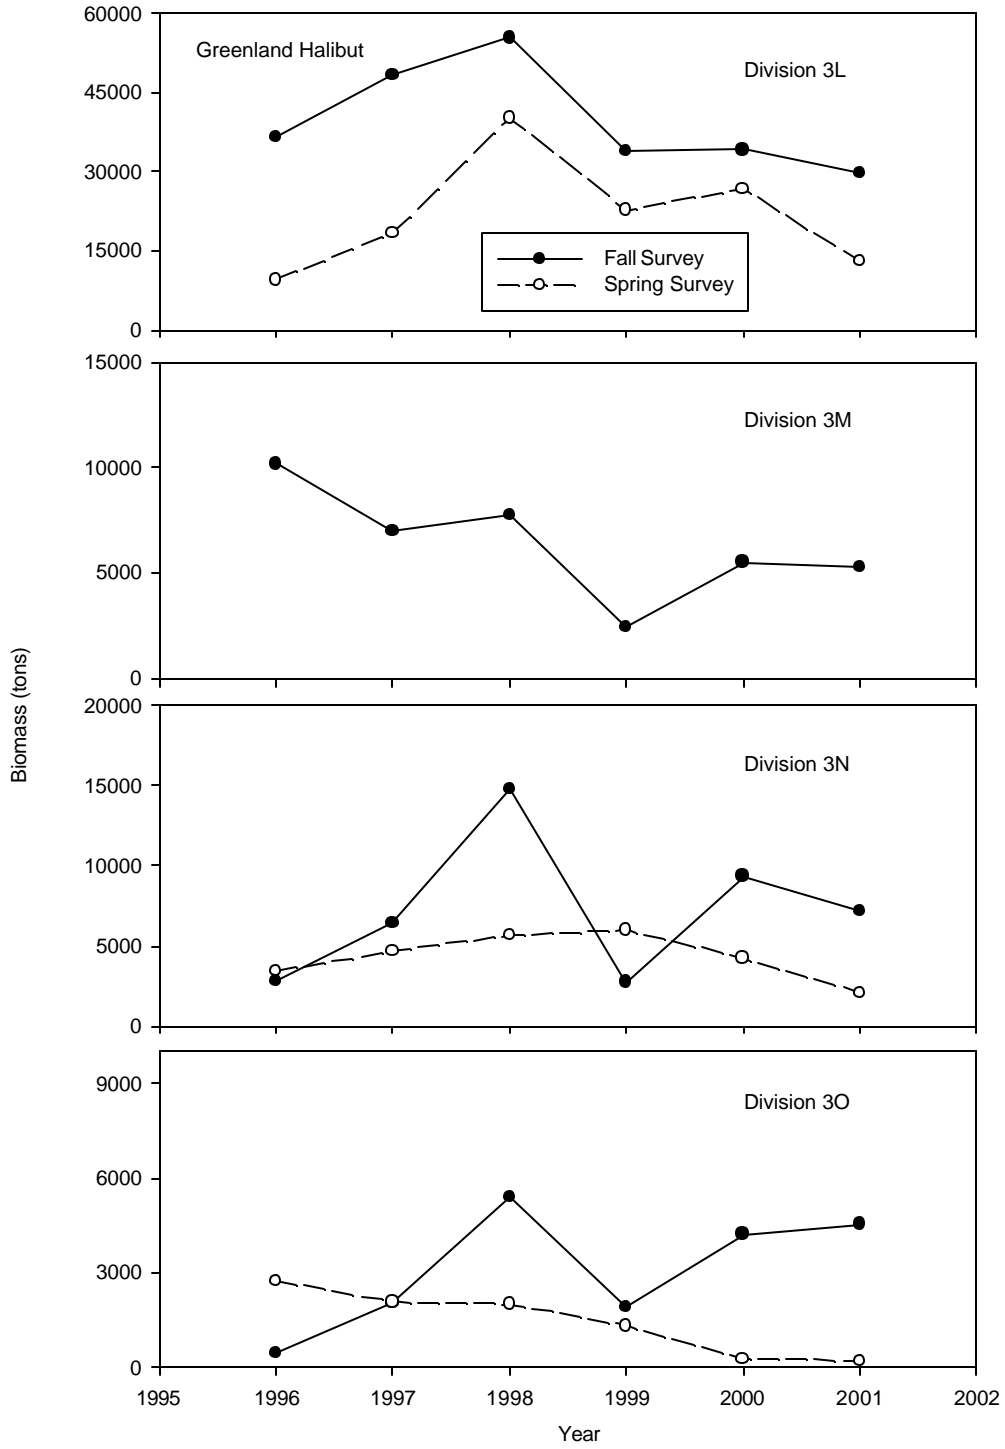 60000
Greenland Halibut
Division 3L
45000
30000
15000
Fall Survey
Spring Survey
0
15000
Division 3M
10000
5000
0
Biomass (tons)
20000
Division 3N
15000
10000
5000
0
9000
Division 3O
6000
3000
0
1995 1996 1997 1998 1999 2000 2001 2002
Year